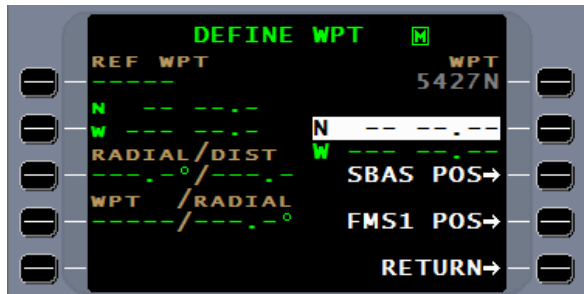 DEFINE WPT M
REF WPT WPT
----- 5427N
N -- --.- N -- --.--
W --- --.- W --- --.--
RADIAL/DIST
---.-°/---.- SBAS POS→
WPT /RADIAL
-----/---.-° FMS1 POS→
RETURN→